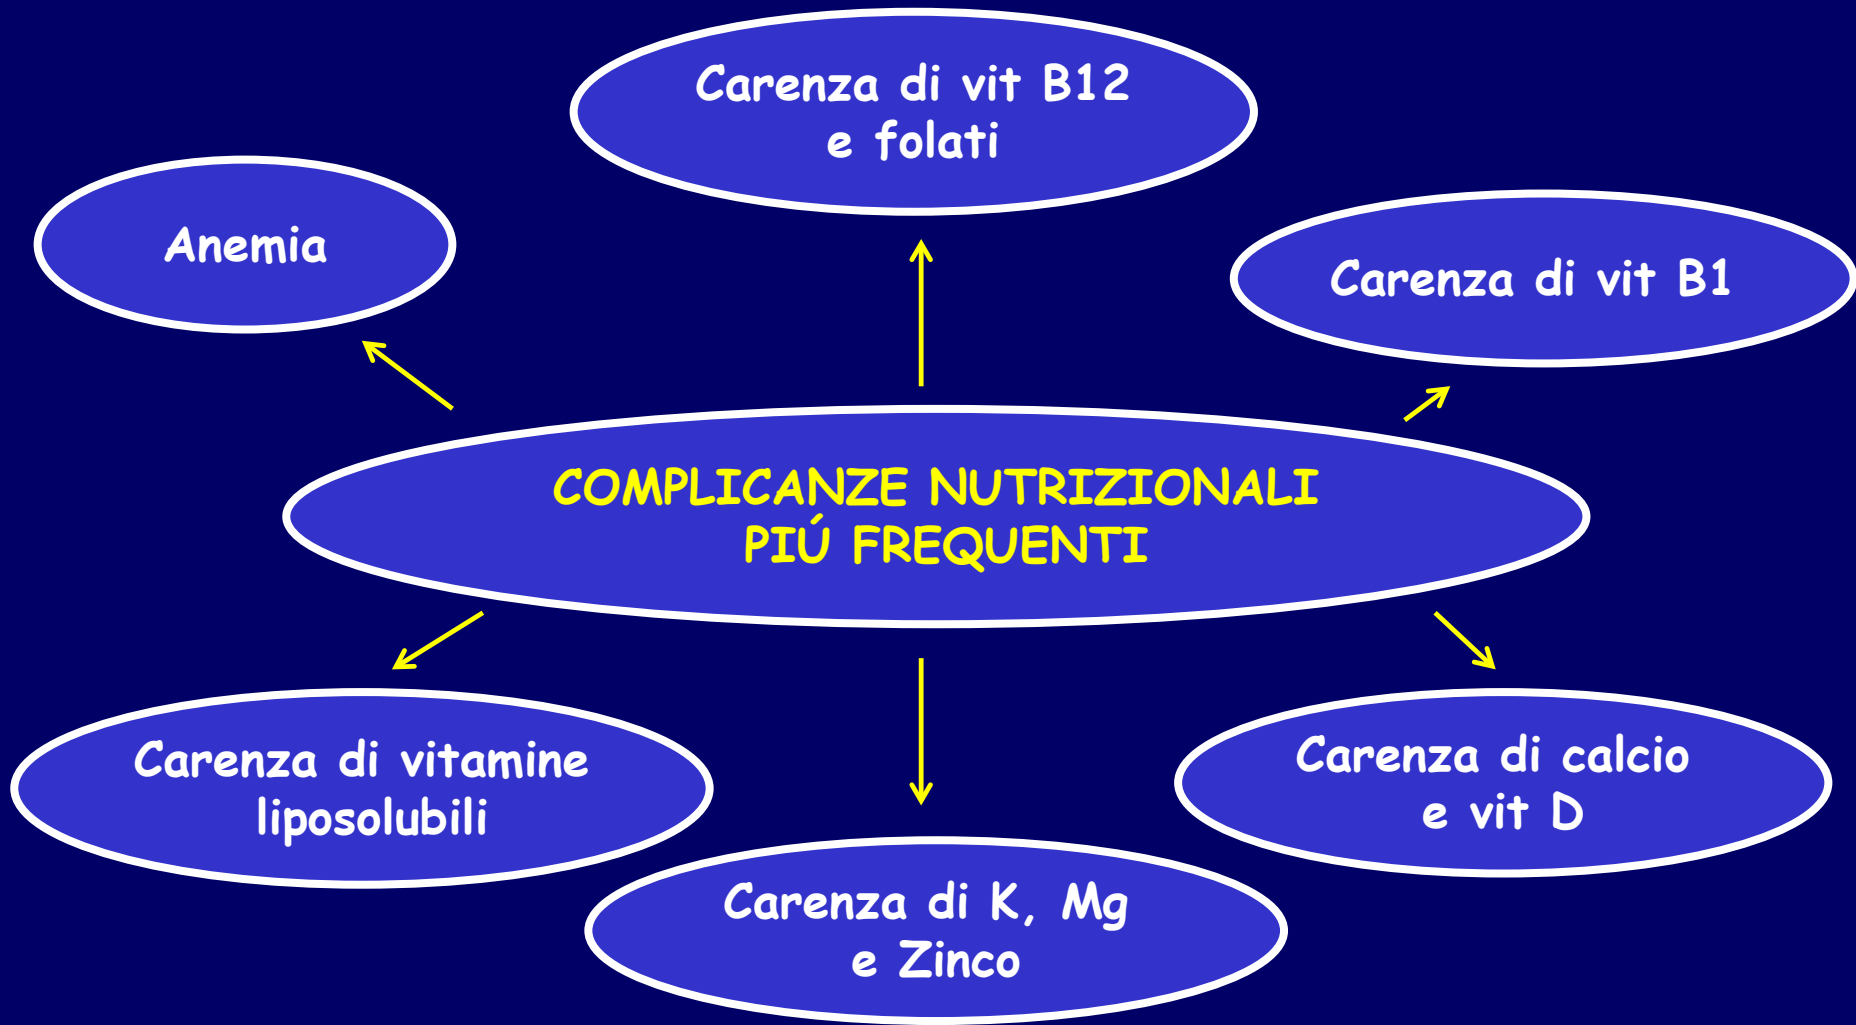 Carenza di vit B12
e folati
Anemia
Carenza di vit B1
COMPLICANZE NUTRIZIONALI
PIÚ FREQUENTI
Carenza di vitamine
liposolubili
Carenza di calcio
e vit D
Carenza di K, Mg
e Zinco